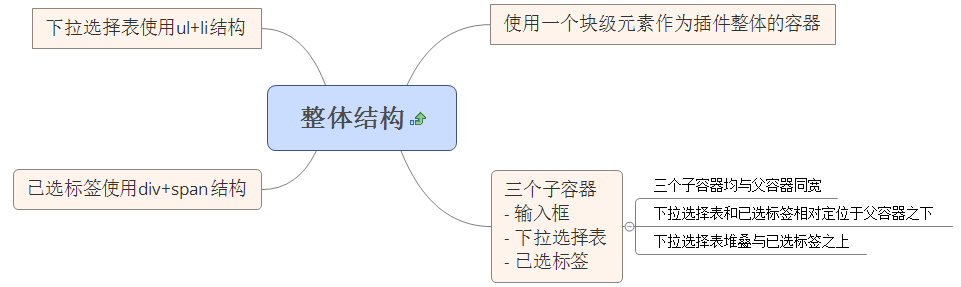 下拉选择表使用ul+li结构
使用一个块级元素作为插件整体的容器
整体结构
已选标签使用div+span结构
三个子容器
- 输入框
- 下拉选择表
- 已选标签
三个子容器均与父容器同宽
下拉选择表和已选标签相对定位于父容器之下
下拉选择表堆叠与已选标签之上